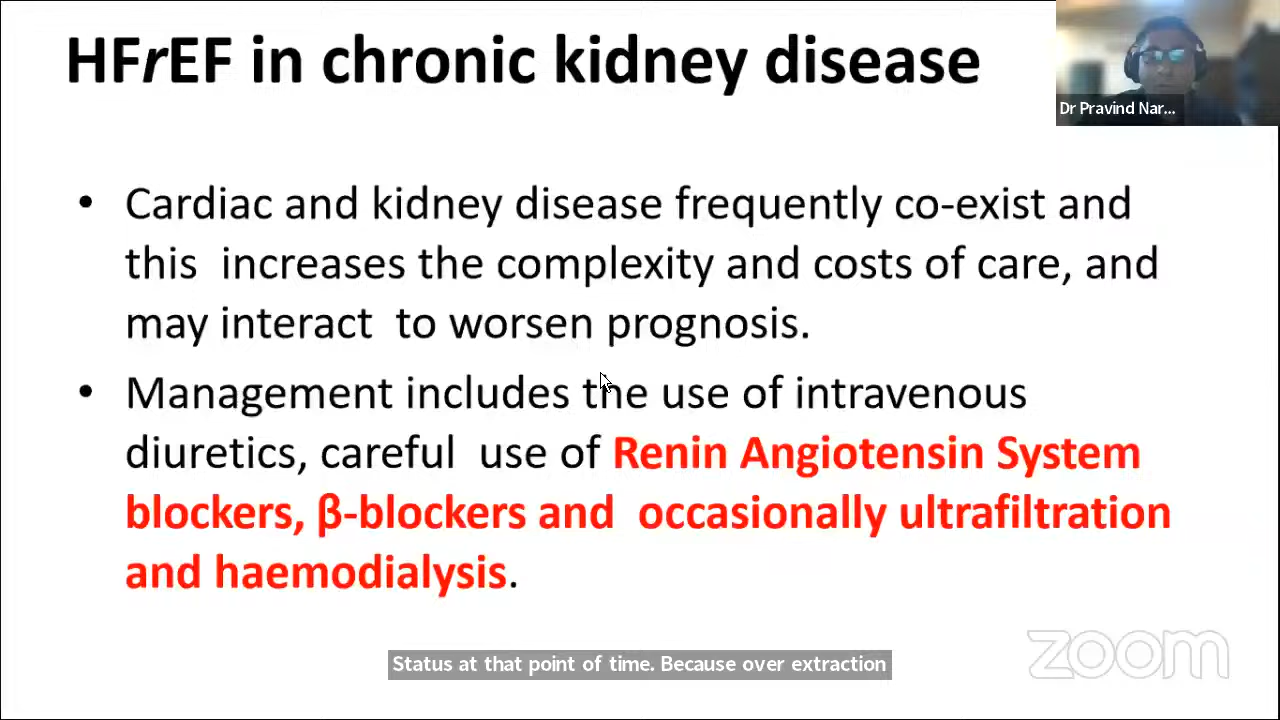 HFrEF in chronic kidney disease
Dr Pravind Nar...
• Cardiac and kidney disease frequently co-exist and
this increases the complexity and costs of care, and
may interact to worsen prognosis.
• Management includes the use of intravenous
diuretics, careful use of Renin Angiotensin System
blockers, β-blockers and occasionally ultrafiltration
and haemodialysis.
zoom
Status at that point of time. Because over extraction